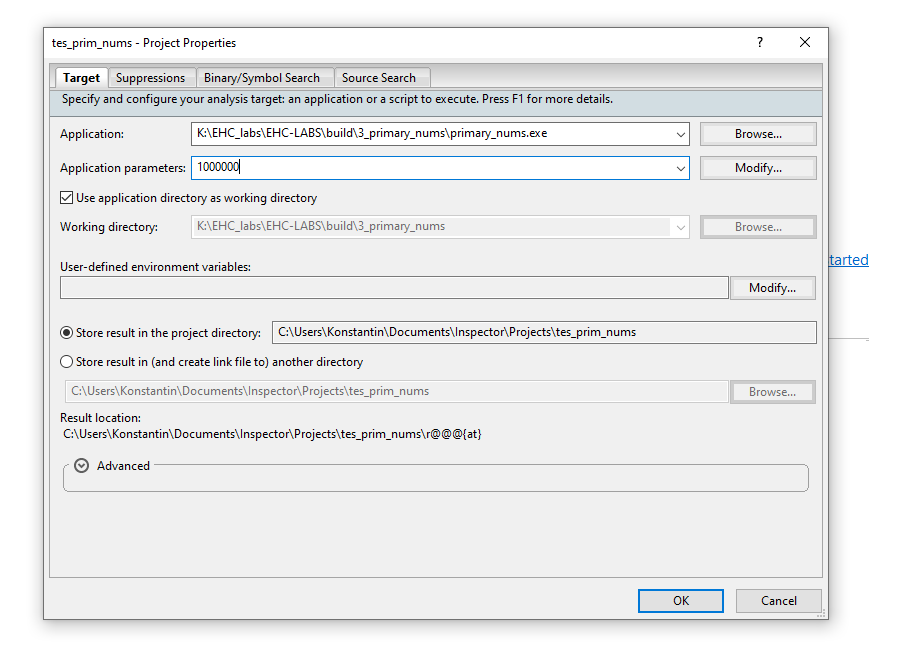 tes_prim_nums - Project Properties
?
Target Suppressions Binary/Symbol Search Source Search
Specify and configure your analysis target: an application or a script to execute. Press F1 for more details.
Application: K:\EHC_labs\EHC-LABS\build\3_primary_nums\primary_nums.exe Browse...
Application parameters: 1000000 Modify...
Use application directory as working directory
Working directory: K:\EHC_labs\EHC-LABS\build\3_primary_nums Browse...
tarted
User-defined environment variables:
Modify...
Store result in the project directory: C:\Users\Konstantin\Documents\Inspector\Projects\tes_prim_nums
Store result in (and create link file to) another directory
C:\Users\Konstantin\Documents\Inspector\Projects\tes_prim_nums Browse...
Result location:
C:\Users\Konstantin\Documents\Inspector\Projects\tes_prim_nums\r@@@{at}
Advanced
OK Cancel